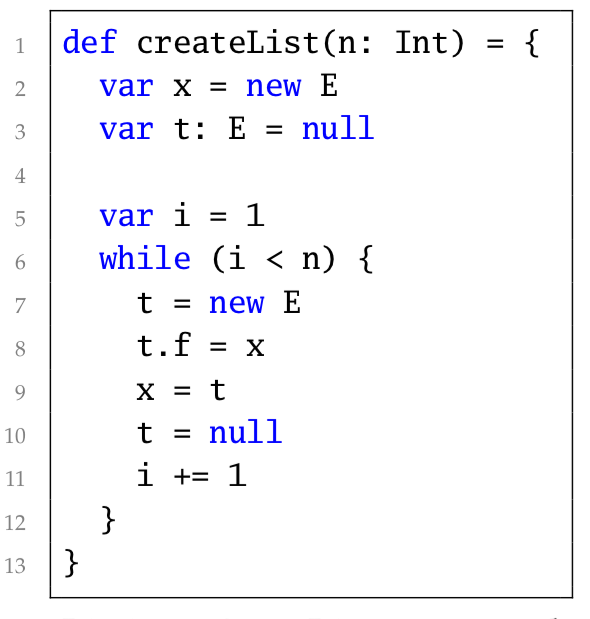 1 def createList(n: Int) = {
2   var x = new E
3   var t: E = null
4
5   var i = 1
6   while (i < n) {
7     t = new E
8     t.f = x
9     x = t
10     t = null
11     i += 1
12   }
13 }